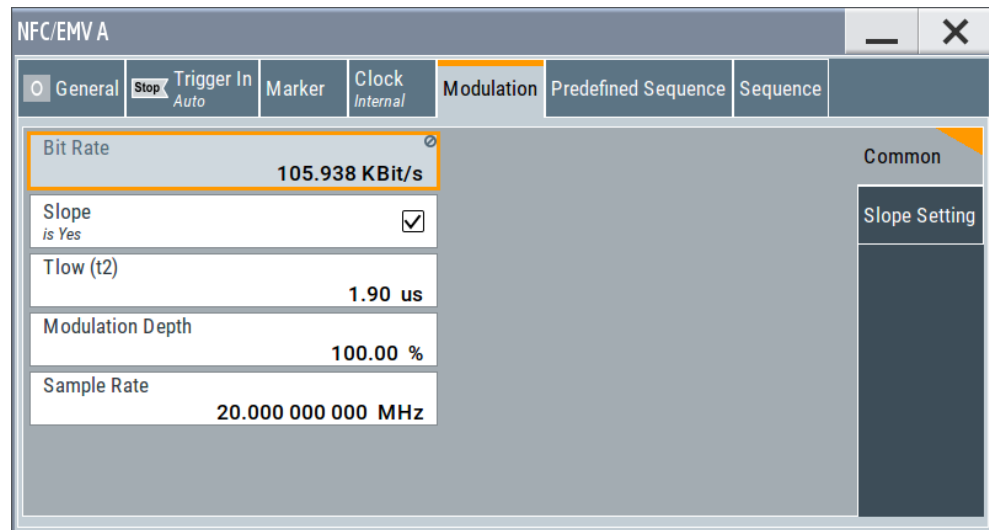 NFC/EMV A
O General
Stop Trigger In
Auto
Marker
Clock
Internal
Modulation
Predefined Sequence
Sequence
Bit Rate
105.938 KBit/s
Slope
is Yes
Tlow (t2)
1.90 us
Modulation Depth
100.00 %
Sample Rate
20.000 000 000 MHz
Common
Slope Setting